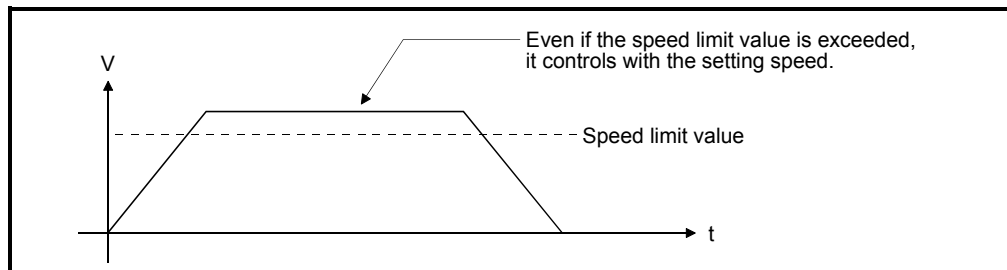 Even if the speed limit value is exceeded,
it controls with the setting speed.
V
Speed limit value
t